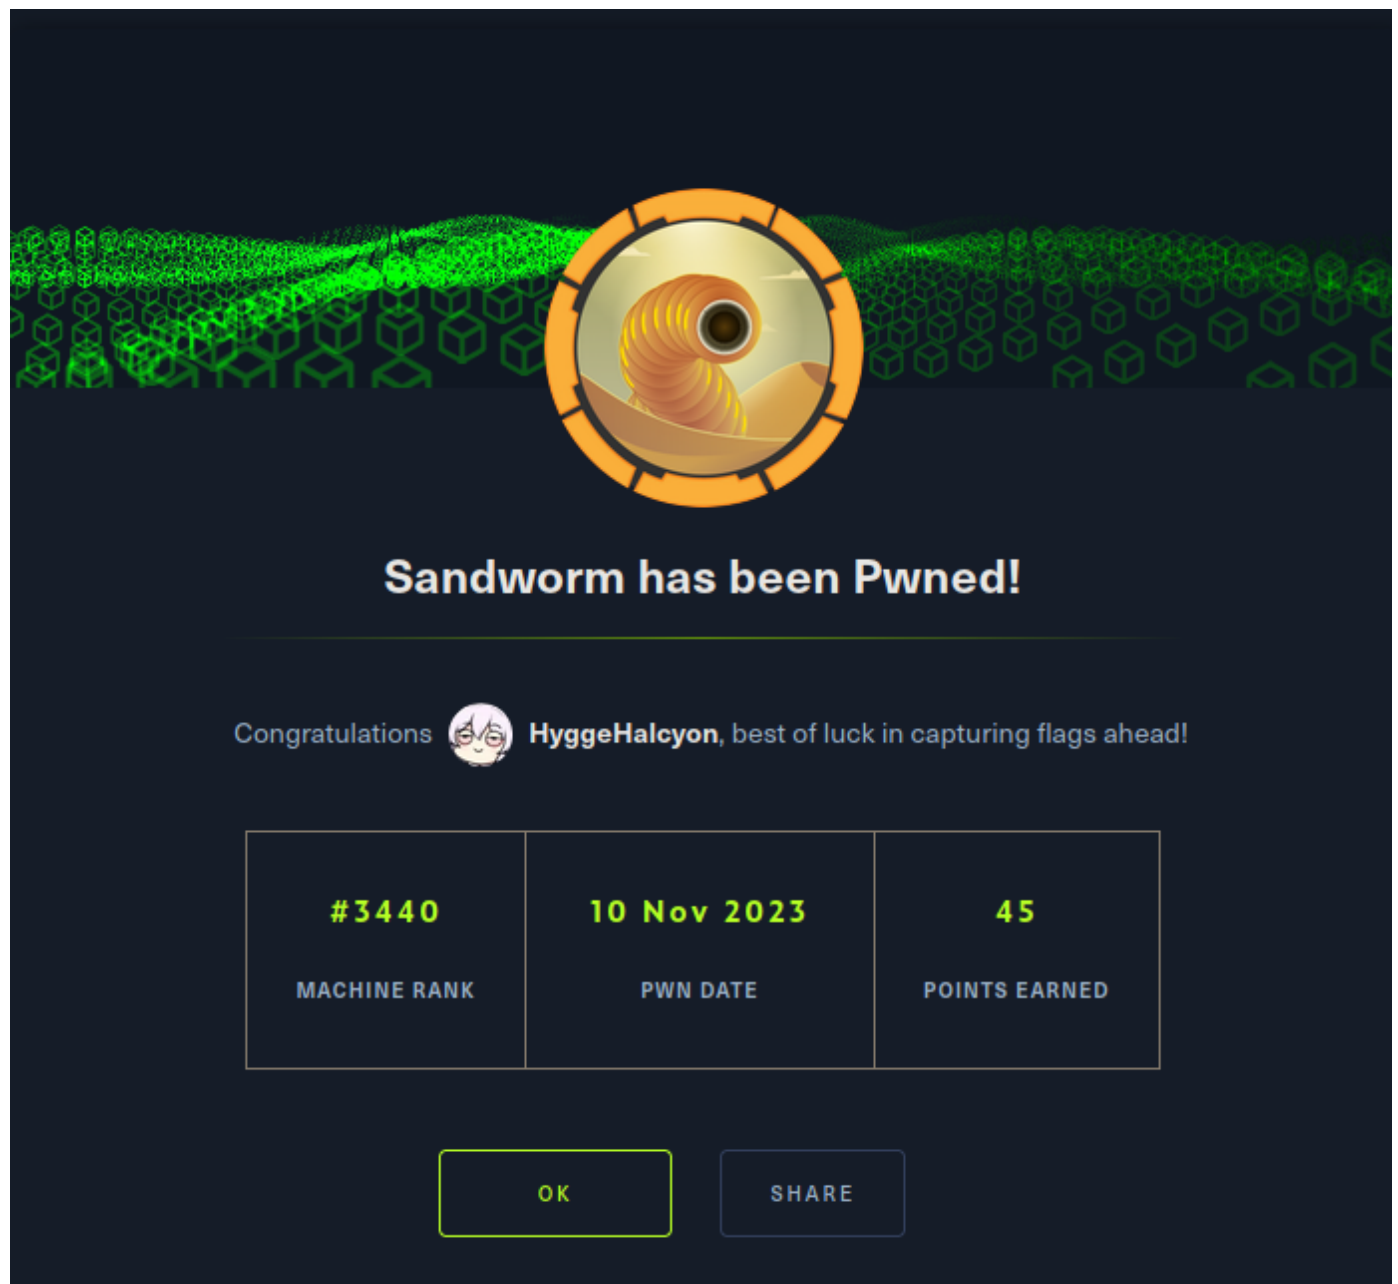 Sandworm has been Pwned!
Congratulations HyggeHalcyon, best of luck in capturing flags ahead!
#3440 10 Nov 2023 45
MACHINE RANK PWN DATE POINTS EARNED
OK SHARE